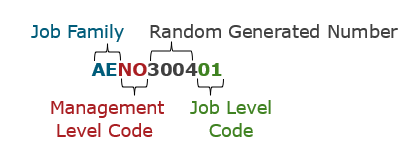 Job Family Random Generated Number
AENO300401
Management Job Level
Level Code Code